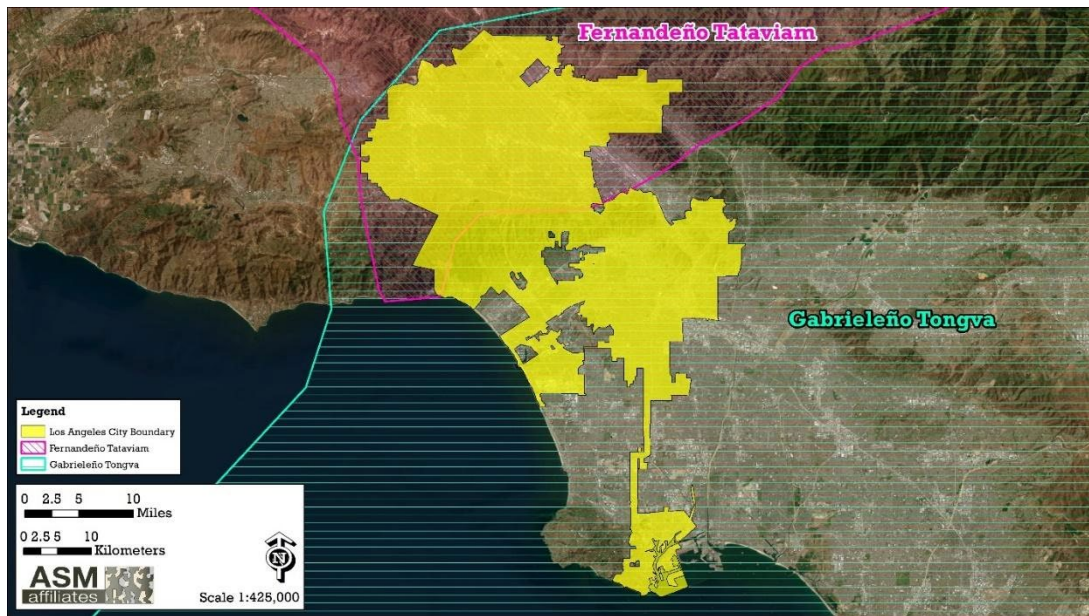 Fernandeño Tataviam
Gabrieleño Tongva
Legend
Los Angeles City Boundary
Fernandeño Tataviam
Gabrieleño Tongva
0 2.5 5 10
Miles
0 2.5 5 10
Kilometers
N
ASM
affiliates
Scale 1:425,000